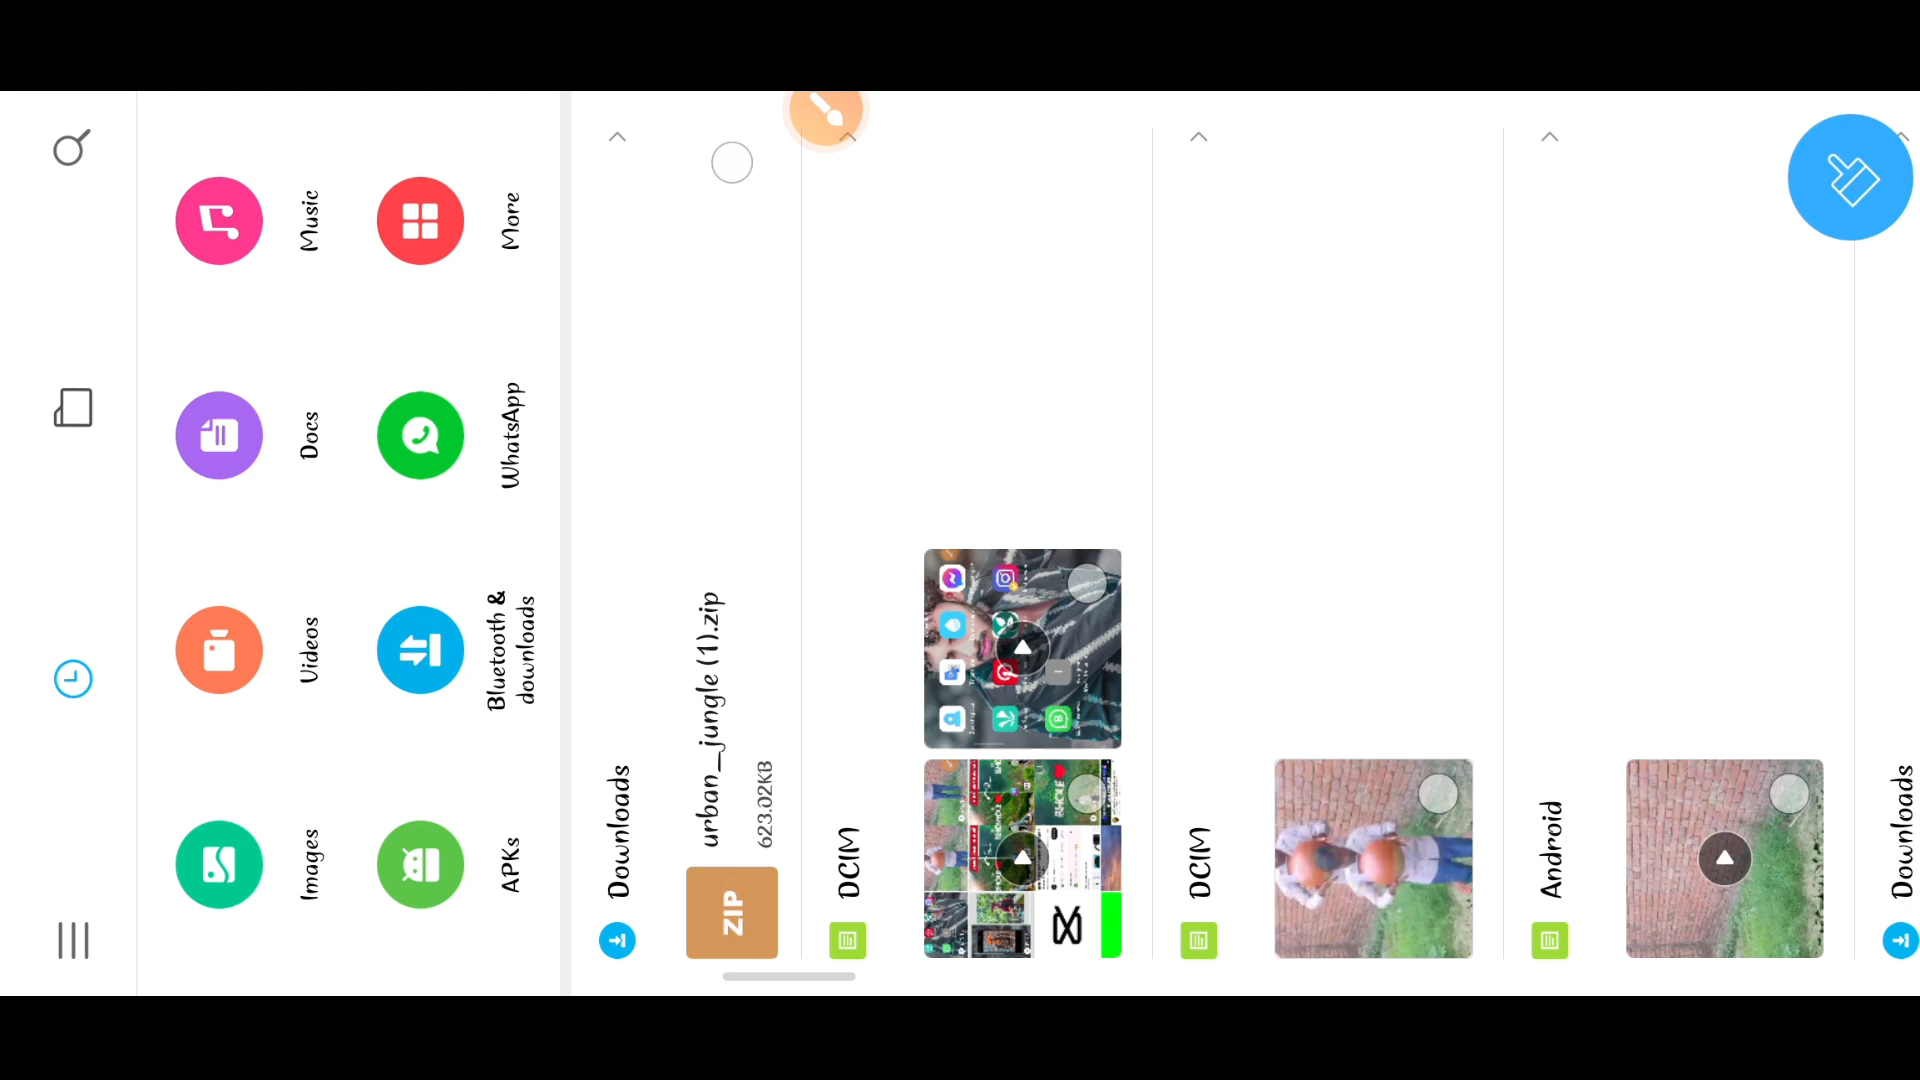 Images
Videos
Docs
Music
APKs
Bluetooth &
downloads
WhatsApp
More
Downloads
ZIP
urban_jungle (1).zip
623.02KB
DCIM
DCIM
Android
Downloads